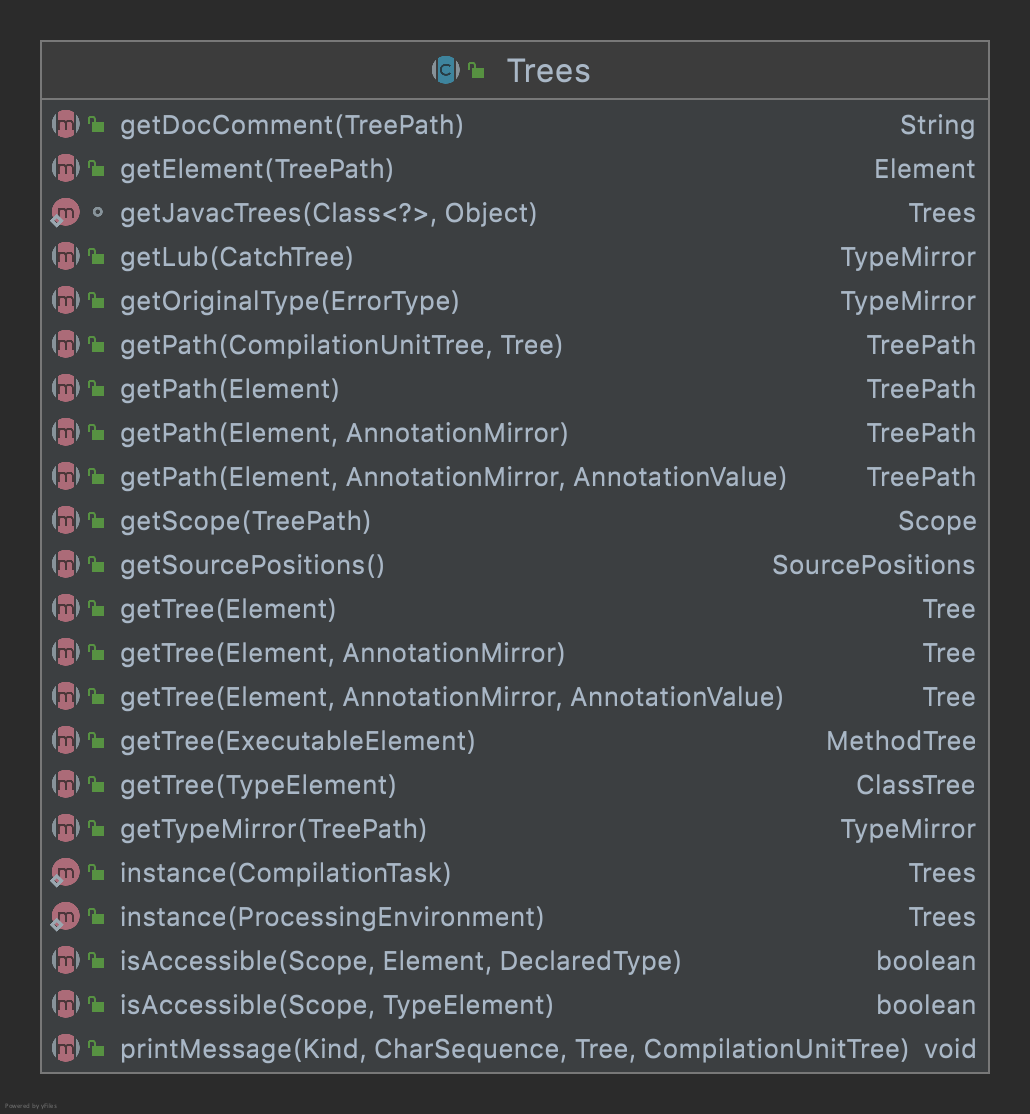 Trees
getDocComment(TreePath) String
getElement(TreePath) Element
getJavacTrees(Class<?>, Object) Trees
getLub(CatchTree) TypeMirror
getOriginalType(ErrorType) TypeMirror
getPath(CompilationUnitTree, Tree) TreePath
getPath(Element) TreePath
getPath(Element, AnnotationMirror) TreePath
getPath(Element, AnnotationMirror, AnnotationValue) TreePath
getScope(TreePath) Scope
getSourcePositions() SourcePositions
getTree(Element) Tree
getTree(Element, AnnotationMirror) Tree
getTree(Element, AnnotationMirror, AnnotationValue) Tree
getTree(ExecutableElement) MethodTree
getTree(TypeElement) ClassTree
getTypeMirror(TreePath) TypeMirror
instance(CompilationTask) Trees
instance(ProcessingEnvironment) Trees
isAccessible(Scope, Element, DeclaredType) boolean
isAccessible(Scope, TypeElement) boolean
printMessage(Kind, CharSequence, Tree, CompilationUnitTree) void
Powered by yFiles